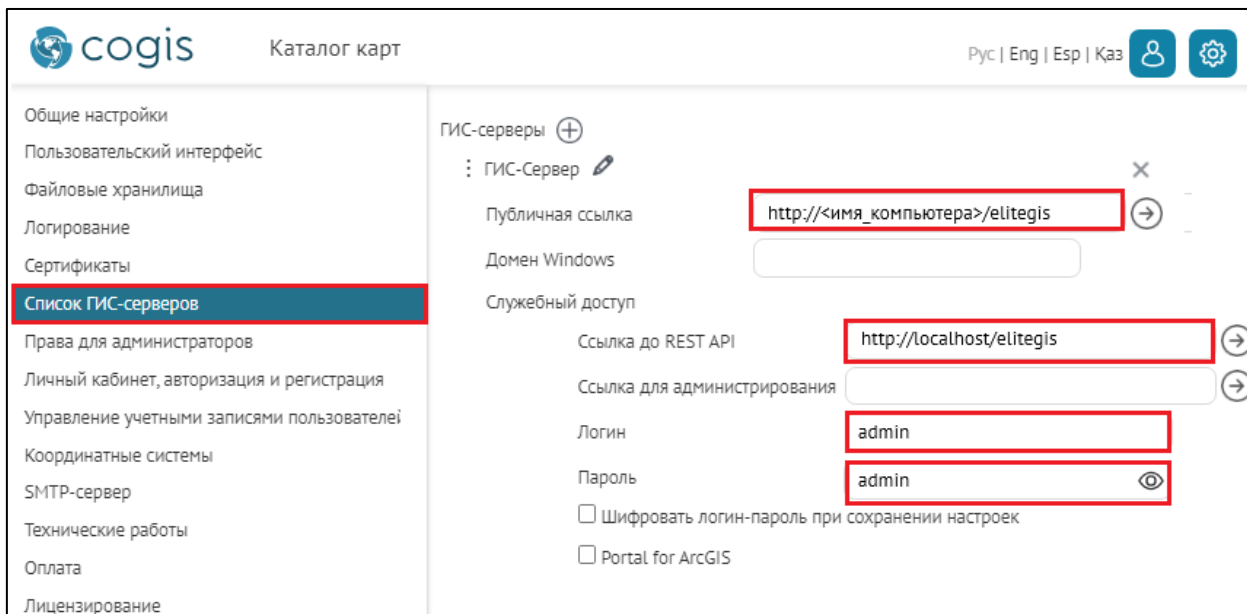 cogis
Каталог карт
Рус | Eng | Esp | Қаз
Общие настройки
Пользовательский интерфейс
Файловые хранилища
Логирование
Сертификаты
Список ГИС-серверов
Права для администраторов
Личный кабинет, авторизация и регистрация
Управление учетными записями пользователей
Координатные системы
SMTP-сервер
Технические работы
Оплата
Лицензирование
ГИС-серверы
ГИС-Сервер
Публичная ссылка
http://<имя_компьютера>/elitegis
Домен Windows
Служебный доступ
Ссылка до REST API
http://localhost/elitegis
Ссылка для администрирования
Логин
admin
Пароль
admin
Шифровать логин-пароль при сохранении настроек
Portal for ArcGIS